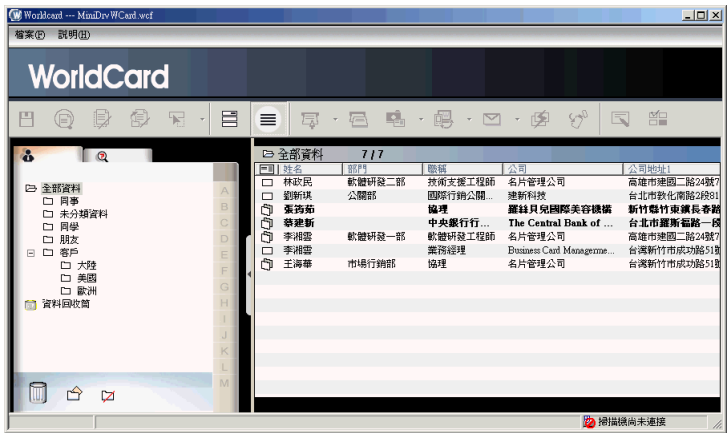 Worldcard --- MiniDrvWCard.wcf
檔案(F) 說明(H)
WorldCard
全部資料 7 / 7
全部資料
同事
未分類資料
同學
朋友
客戶
大陸
美國
歐洲
資料回收筒
A
B
C
D
E
F
G
H
I
J
K
L
M
姓名 部門 職稱 公司 公司地址1
林政民 軟體研發二部 技術支援工程師 名片管理公司 高雄市建國二路24號7
劉新琪 公關部 國際行銷公關... 建新科技 台北市敦化南路2段81
張筠茹 協理 羅絲貝兒國際美容機構 新竹縣竹東鎮長春路
蔡建新 中央銀行行... The Central Bank of ... 台北市羅斯福路一段
李湘雲 軟體研發一部 軟體研發工程師 名片管理公司 高雄市建國二路24號7
李湘雲 業務經理 Business Card Managerme... 台灣新竹市成功路51號
王海華 市場行銷部 協理 名片管理公司 台灣新竹市成功路51號
掃描機尚未連接